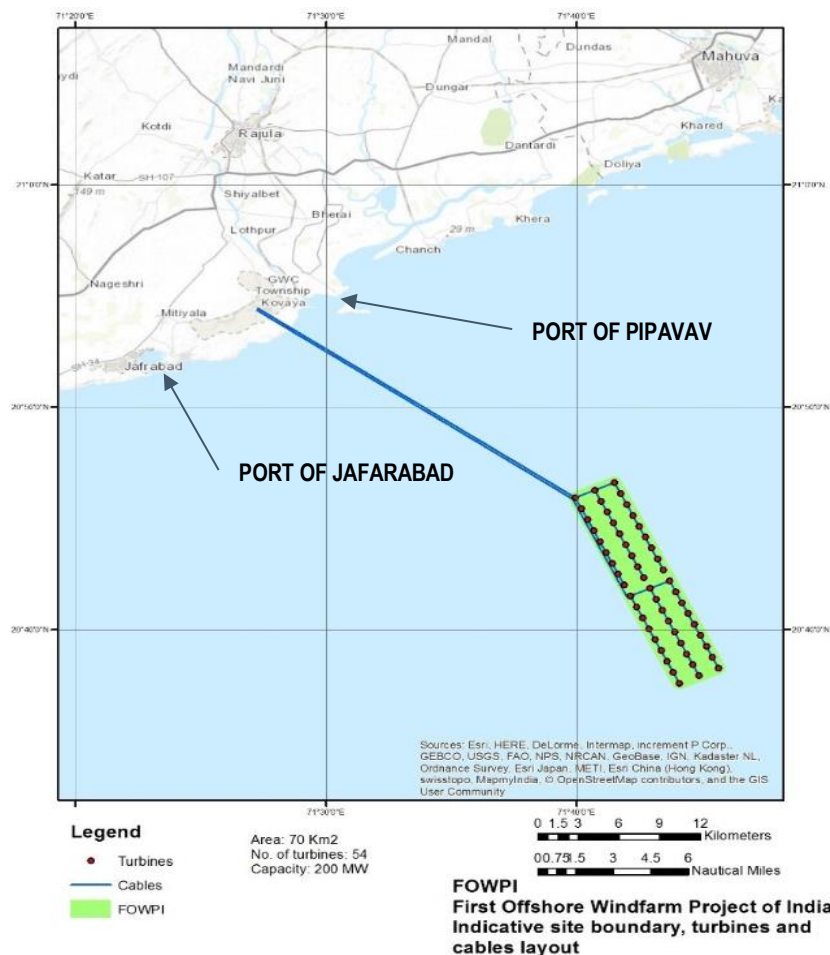 71°20'0"E
71°30'0"E
71°40'0"E
Mandal
Dundas
Mahuva
Mandardi
Navi Juni
Dungar
Kotdi
Rajula
Khared
Dantardi
Doliya
21°0'0"N
21°0'0"N
Katar
SH-107
149 m
Shiyalbet
Bherai
Khera
Lothpur
29 m
Chanch
Nageshri
GWC
Township
Kovaya
Mitiyala
PORT OF PIPAVAV
SH-34
Jafrabad
20°50'0"N
20°50'0"N
PORT OF JAFARABAD
20°40'0"N
20°40'0"N
Sources: Esri, HERE, DeLorme, Intermap, increment P Corp.,
GEBCO, USGS, FAO, NPS, NRCAN, GeoBase, IGN, Kadaster NL,
Ordnance Survey, Esri Japan, METI, Esri China (Hong Kong),
swisstopo, MapmyIndia, © OpenStreetMap contributors, and the GIS
User Community
71°30'0"E
71°40'0"E
Legend
Turbines
Cables
FOWPI
Area: 70 Km2
No. of turbines: 54
Capacity: 200 MW
0 1.5 3 6 9 12
Kilometers
0 0.75 1.5 3 4.5 6
Nautical Miles
FOWPI
First Offshore Windfarm Project of India
Indicative site boundary, turbines and
cables layout